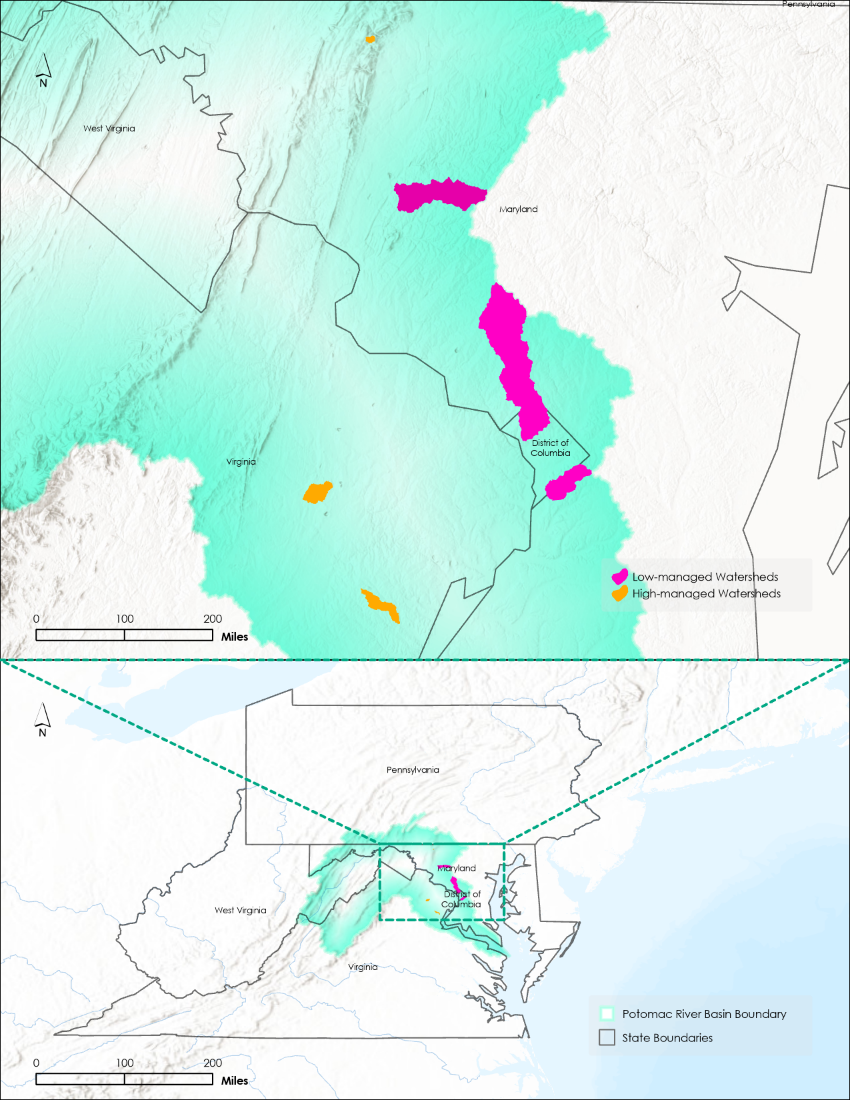 Pennsylvania
N
West Virginia
Maryland
District of
Columbia
Virginia
Low-managed Watersheds
High-managed Watersheds
0 100 200
Miles
N
Pennsylvania
Maryland
District of
Columbia
West Virginia
Virginia
Potomac River Basin Boundary
State Boundaries
0 100 200
Miles